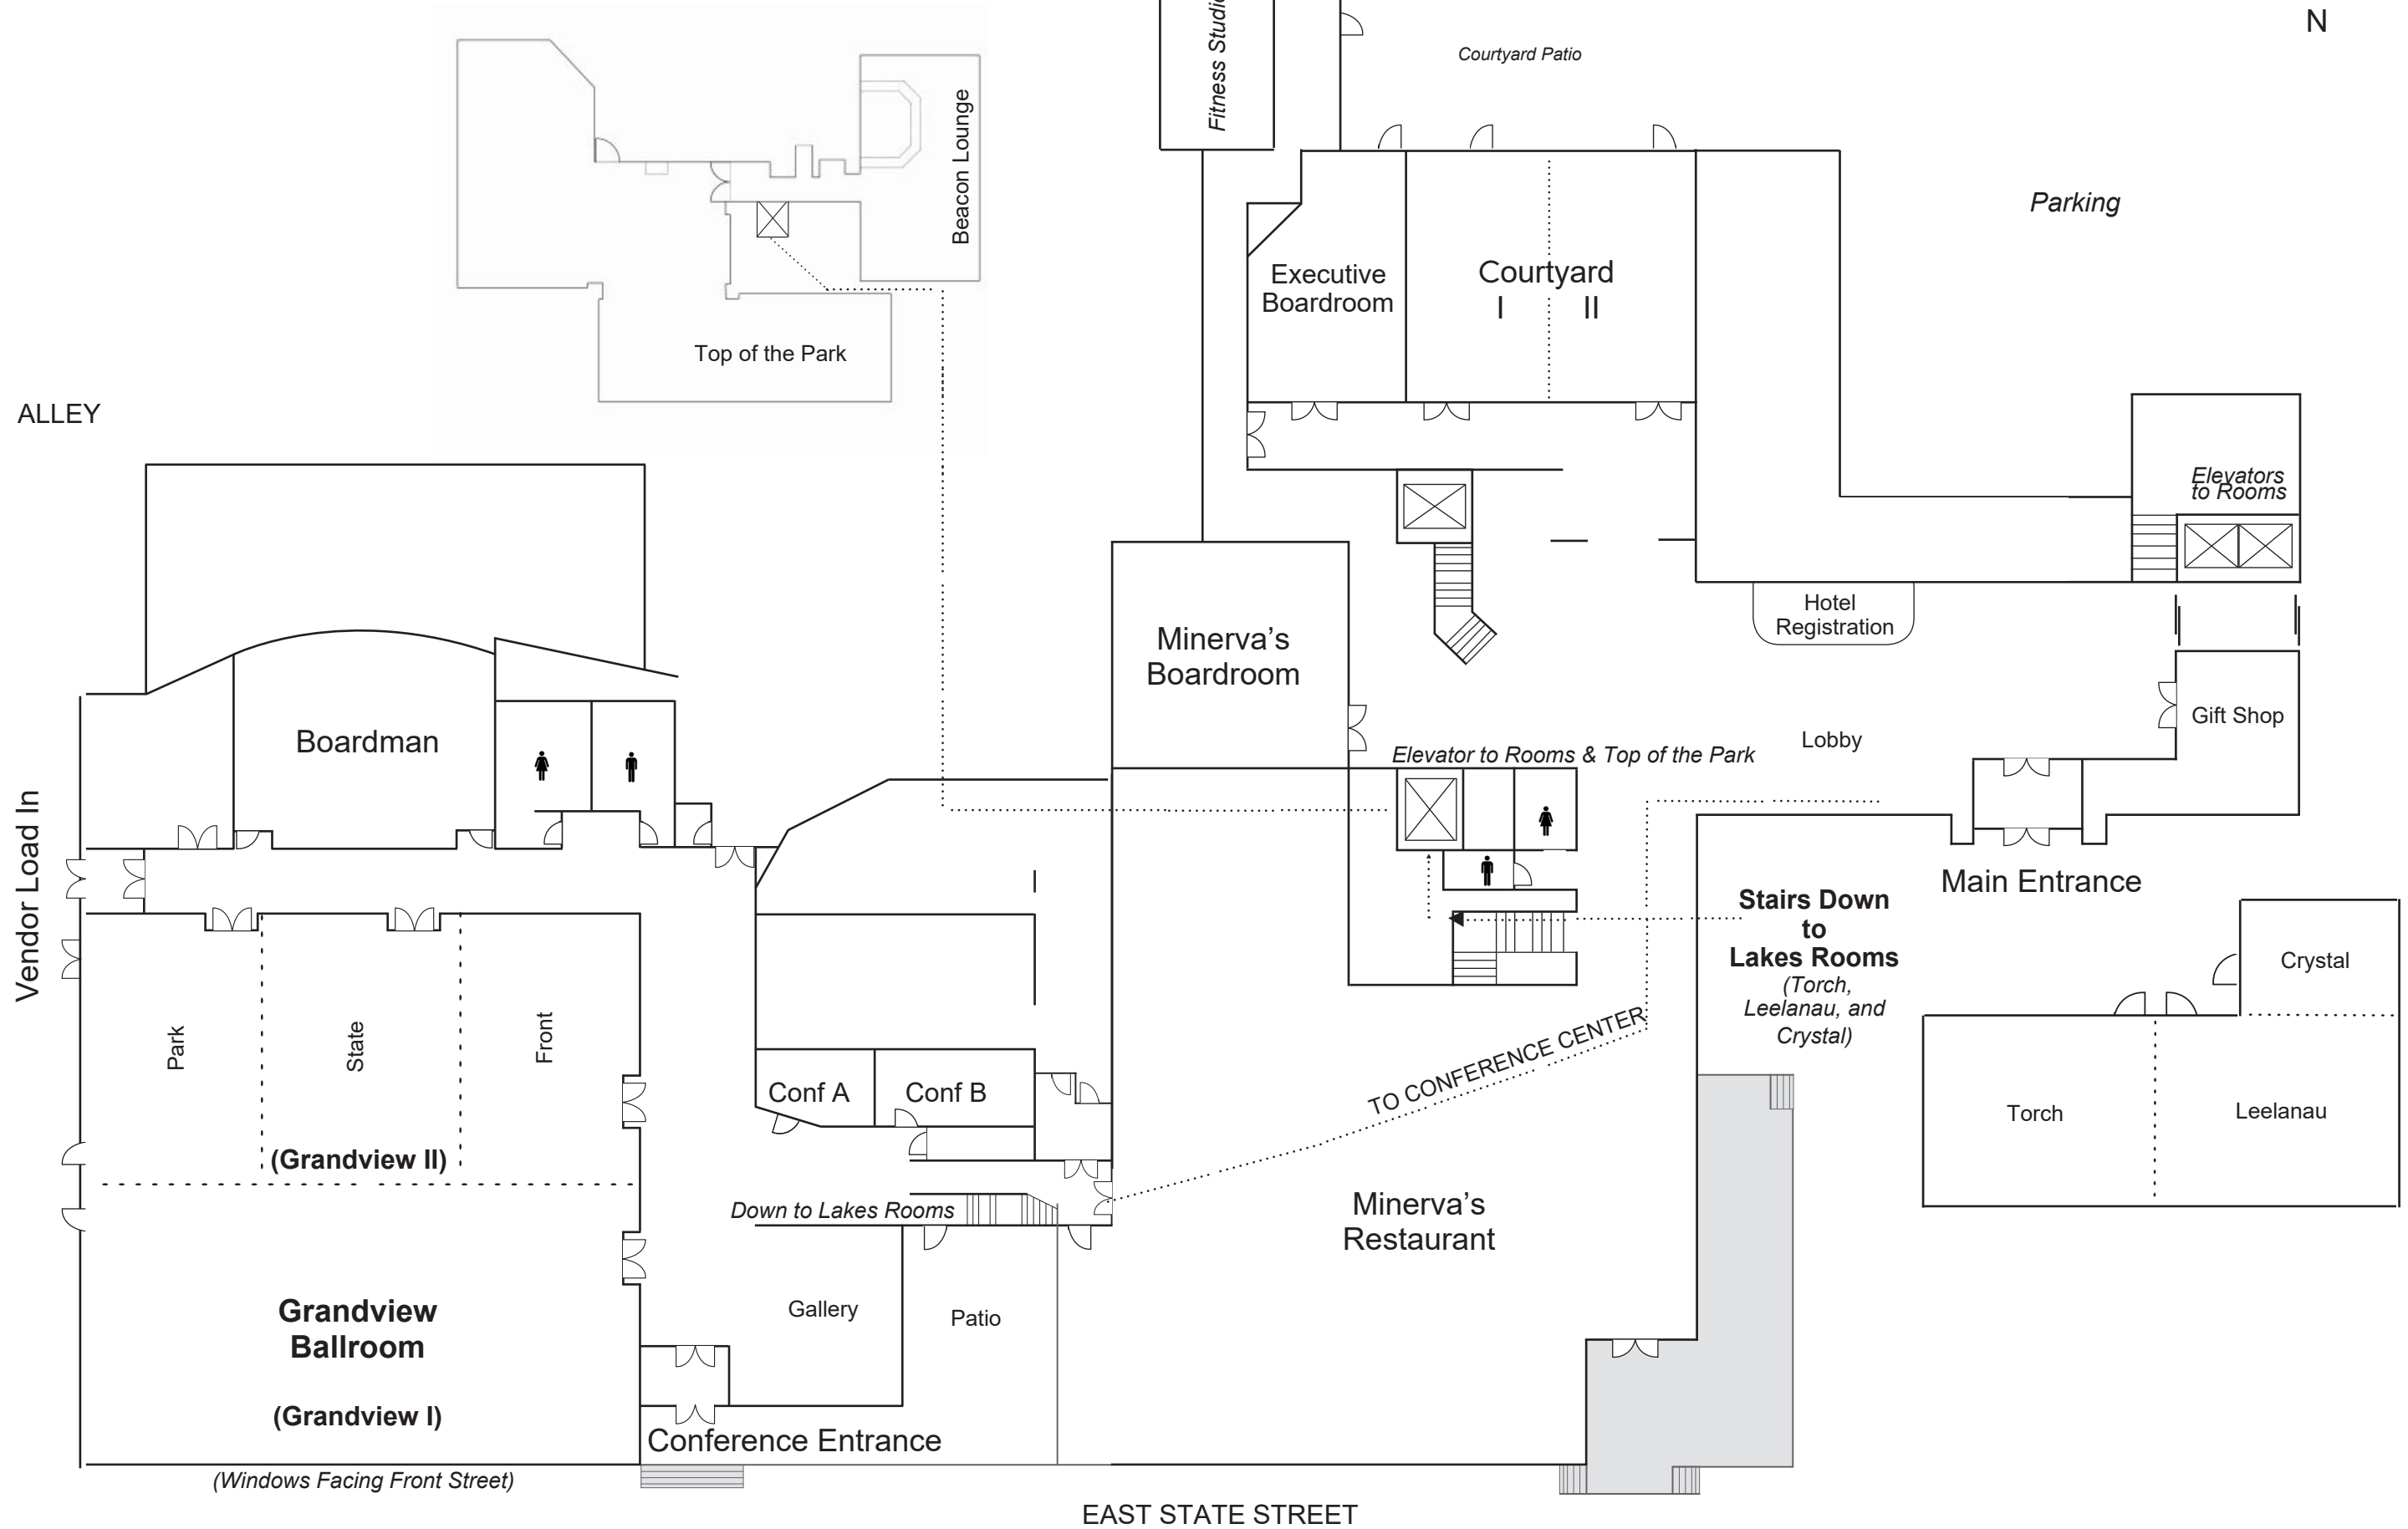 N
Fitness Studio
Courtyard Patio
Beacon Lounge
Parking
Executive
Boardroom
Courtyard
I II
Top of the Park
ALLEY
Elevators
to Rooms
Hotel
Registration
Minerva’s
Boardroom
Gift Shop
Boardman
Lobby
Elevator to Rooms & Top of the Park
Vendor Load In
Main Entrance
Stairs Down
to
Lakes Rooms
(Torch,
Leelanau, and
Crystal)
Crystal
Park
State
Front
TO CONFERENCE CENTER
Conf A
Conf B
Torch
Leelanau
(Grandview II)
Down to Lakes Rooms
Minerva’s
Restaurant
Grandview
Ballroom
Gallery
Patio
(Grandview I)
Conference Entrance
(Windows Facing Front Street)
EAST STATE STREET